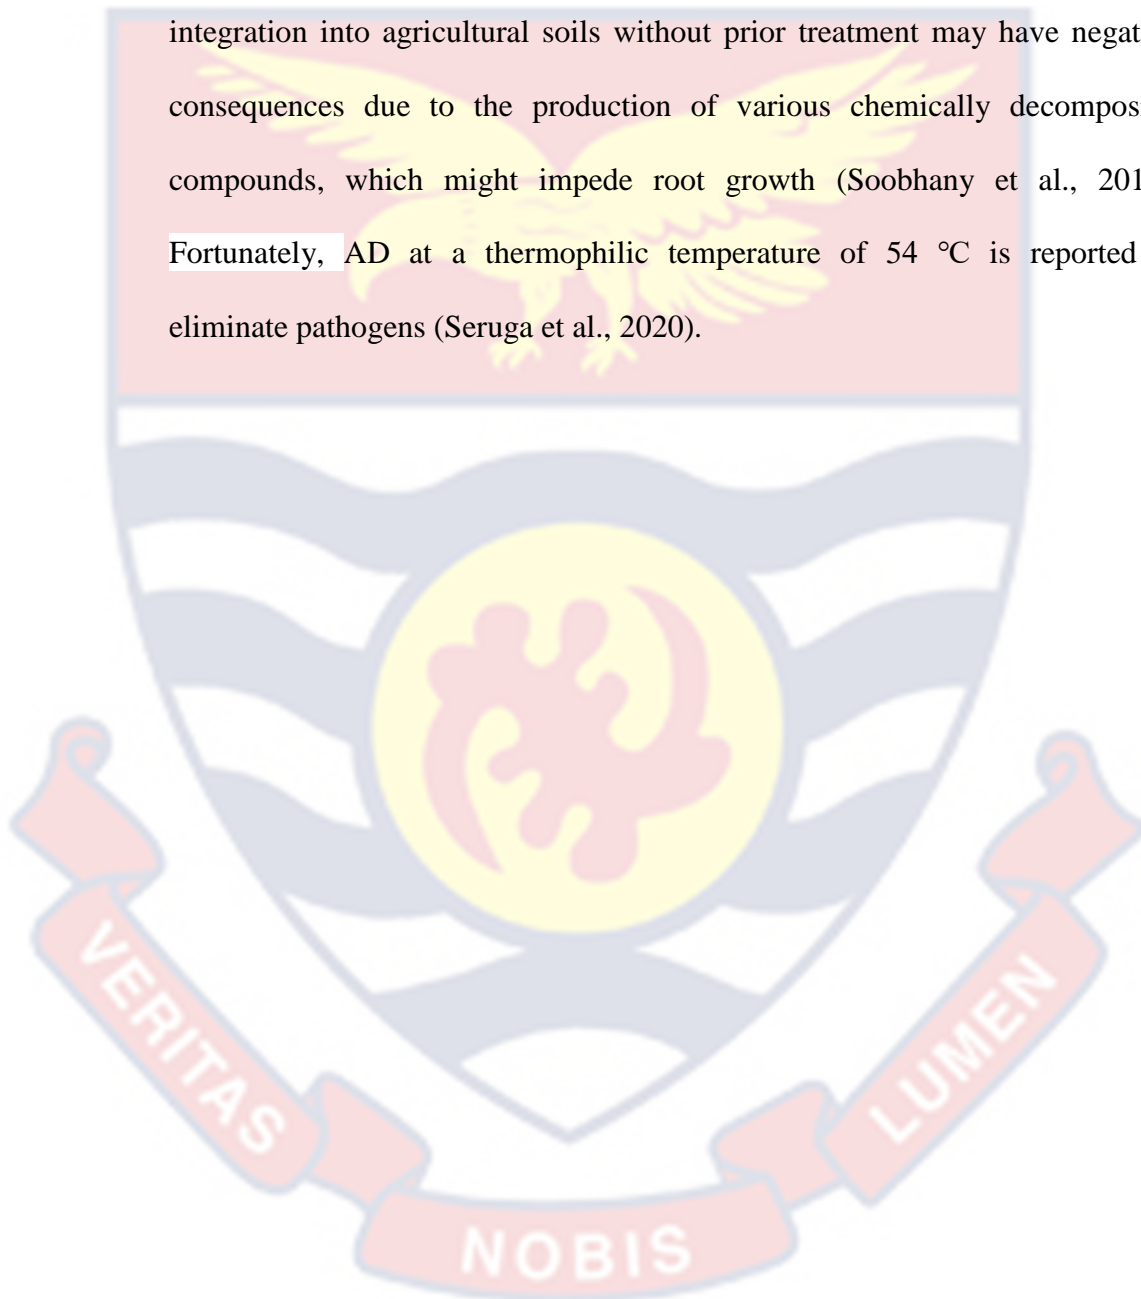 integration into agricultural soils without prior treatment may have negat
consequences due to the production of various chemically decompos
compounds, which might impede root growth (Soobhany et al., 201
Fortunately, AD at a thermophilic temperature of 54 °C is reported
eliminate pathogens (Seruga et al., 2020).
VERITAS
NOBIS
LUMEN